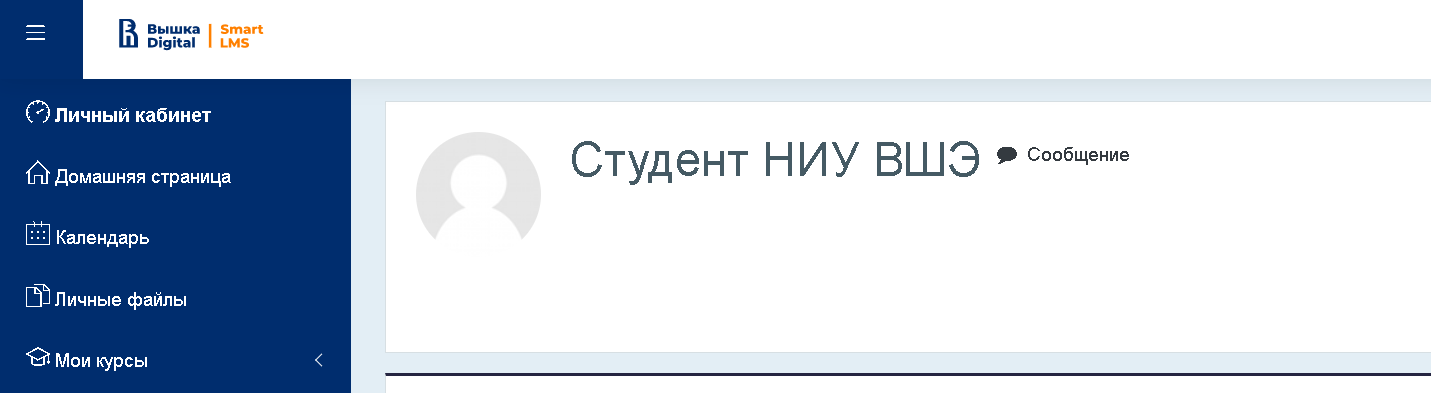 Вышка
Digital
Smart
LMS
Личный кабинет
Домашняя страница
Календарь
Личные файлы
Мои курсы
Студент НИУ ВШЭ
Сообщение